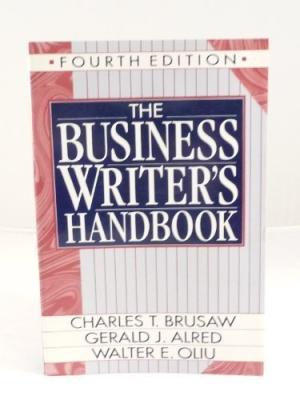 • FOURTH EDITION •
THE
BUSINESS
WRITER'S
HANDBOOK
CHARLES T. BRUSAW
GERALD J. ALRED
WALTER E. OLIU